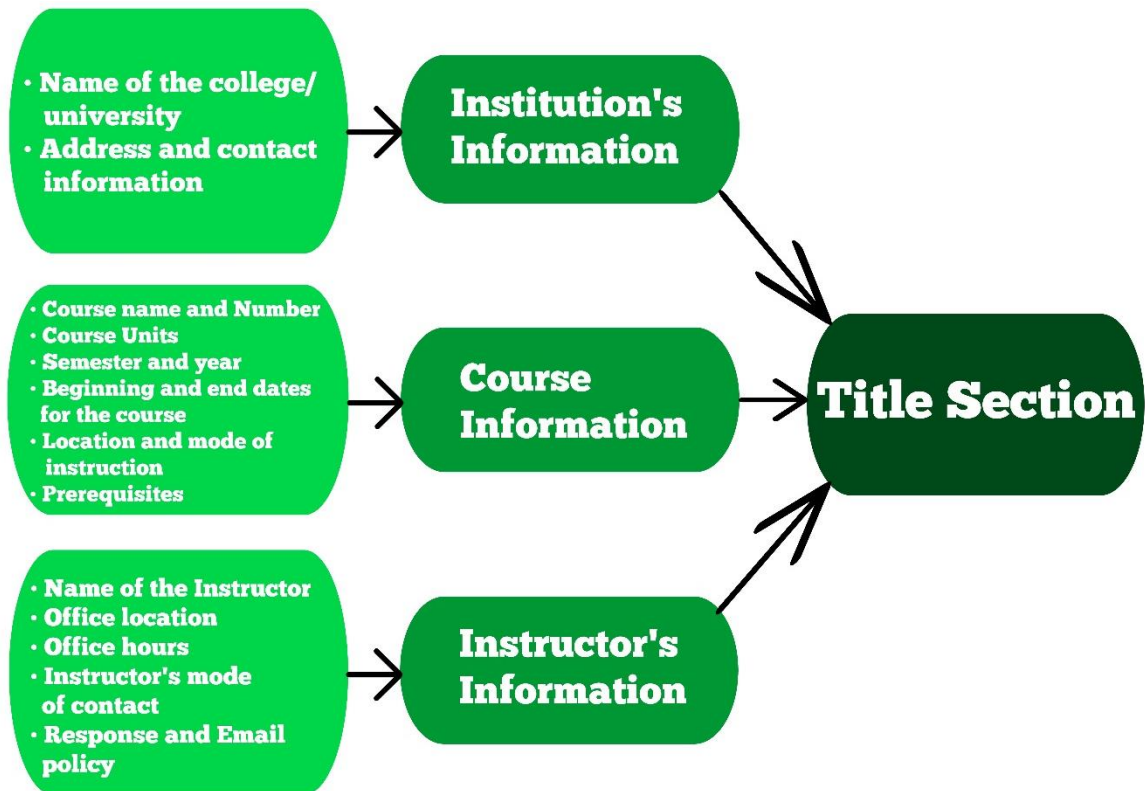 · Name of the college/
university
· Address and contact
information
Institution's
Information
· Course name and Number
· Course Units
· Semester and year
· Beginning and end dates
for the course
· Location and mode of
instruction
· Prerequisites
Course
Information
Title Section
· Name of the Instructor
· Office location
· Office hours
· Instructor's mode
of contact
· Response and Email
policy
Instructor's
Information